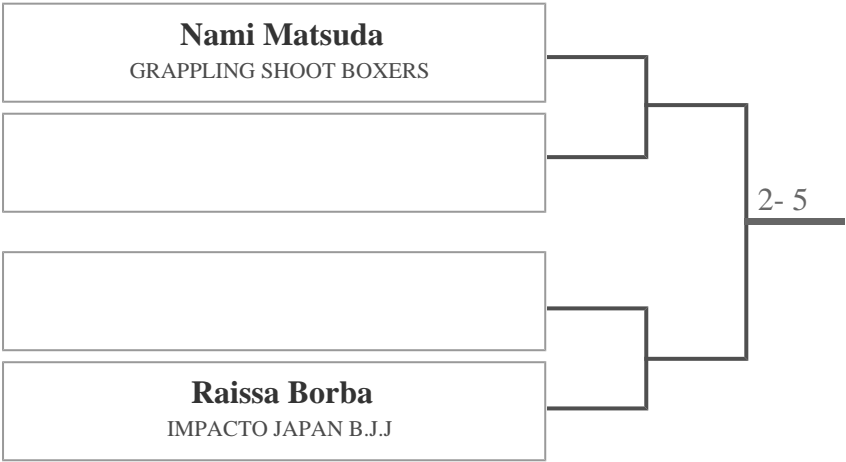 Nami Matsuda
GRAPPLING SHOOT BOXERS
2- 5
Raissa Borba
IMPACTO JAPAN B.J.J